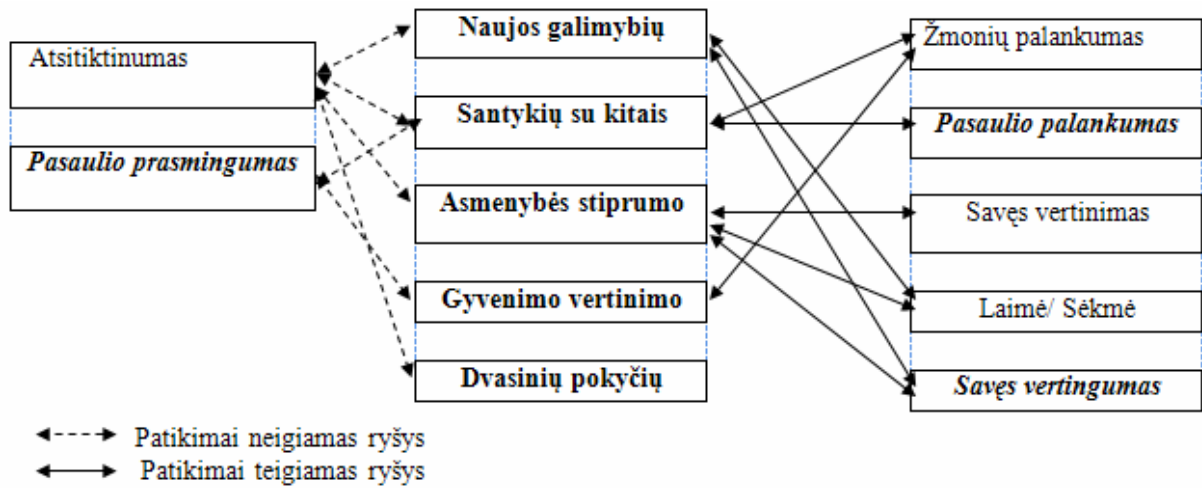 Atsitiktinumas
Pasaulio prasmingumas
Naujos galimybių
Santykių su kitais
Asmenybės stiprumo
Gyvenimo vertinimo
Dvasinių pokyčių
Žmonių palankumas
Pasaulio palankumas
Savęs vertinimas
Laimė/ Sėkmė
Savęs vertingumas
Patikimai neigiamas ryšys
Patikimai teigiamas ryšys